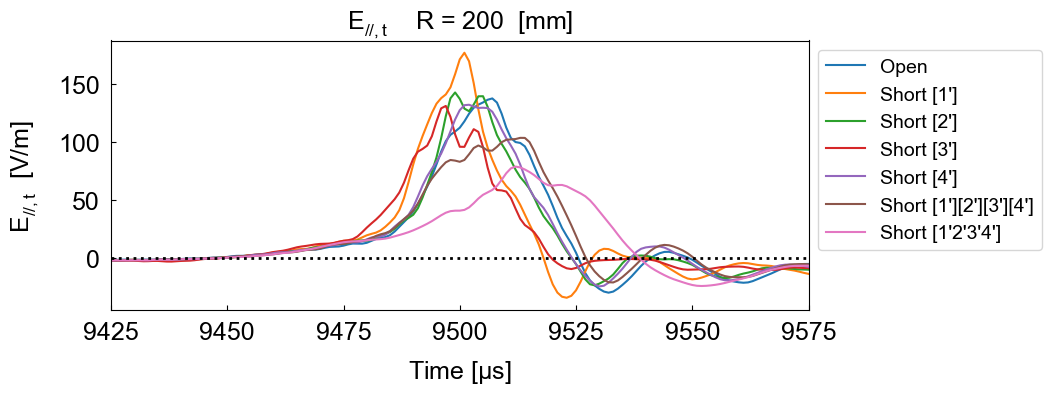 E//, t R = 200 [mm]
E//, t [V/m]
150
100
50
0
9425 9450 9475 9500 9525 9550 9575
Time [µs]
Open
Short [1']
Short [2']
Short [3']
Short [4']
Short [1'][2'][3'][4']
Short [1'2'3'4']